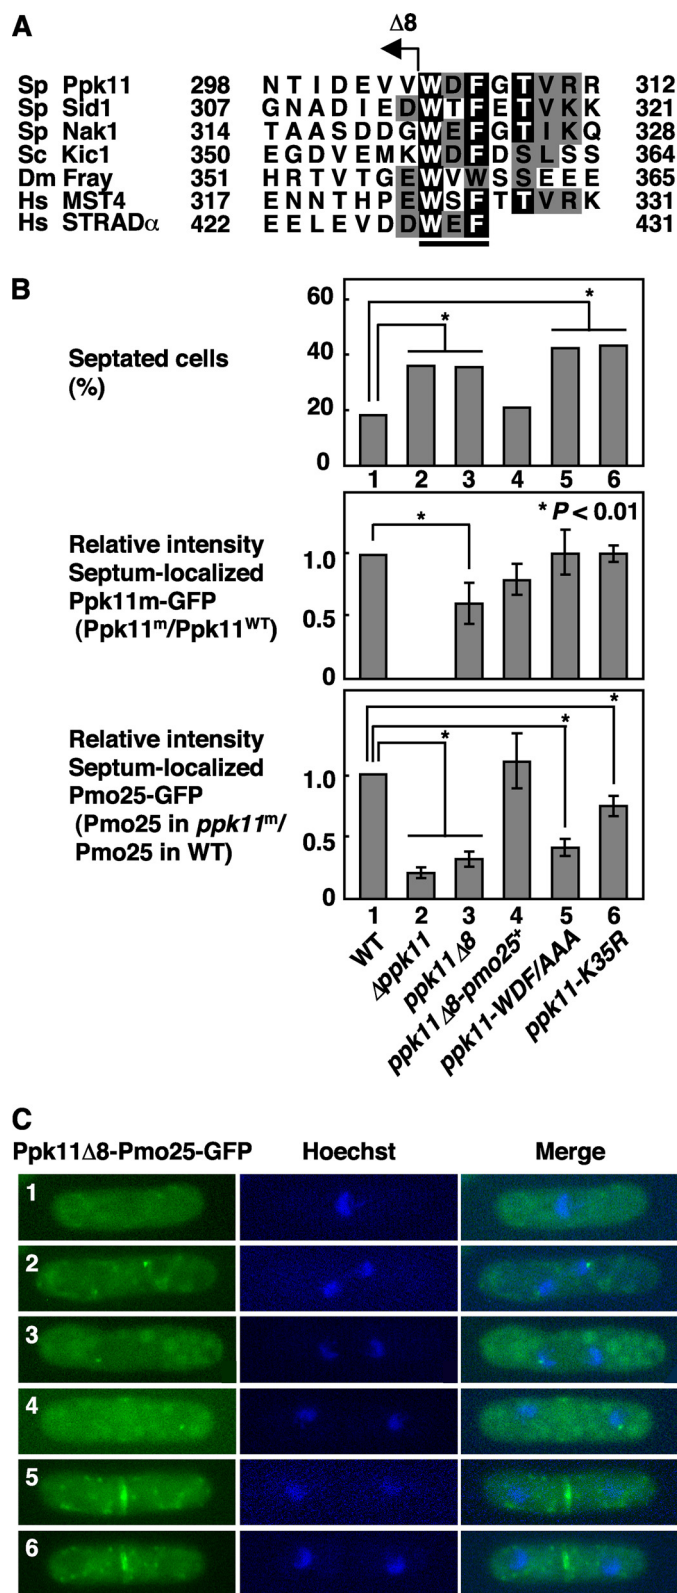 A
Δ8
Sp Ppk11 298 N T I D E V V W D F G T V R R 312
Sp Sid1 307 G N A D I E D W T F E T V K K 321
Sp Nak1 314 T A A S D D G W E F G T I K Q 328
Sc Kic1 350 E G D V E M K W D F D S L S S 364
Dm Fray 351 H R T V T G E W V W S S E E E 365
Hs MST4 317 E N N T H P E W S F T T V R K 331
Hs STRADα 422 E E L E V D D W E F 431
B
60
40
20
0
Septated cells
(%)
*
*
1 2 3 4 5 6
* P < 0.01
*
1.0
0.5
0
Relative intensity
Septum-localized
Ppk11m-GFP
(Ppk11m/Ppk11WT)
*
*
*
1.0
0.5
0
Relative intensity
Septum-localized
Pmo25-GFP
(Pmo25 in ppk11m/
Pmo25 in WT)
1 2 3 4 5 6
WT
Δppk11
ppk11Δ8
ppk11Δ8-pmo25+
ppk11-WDF/AAA
ppk11-K35R
C
Ppk11Δ8-Pmo25-GFP Hoechst Merge
1
2
3
4
5
6